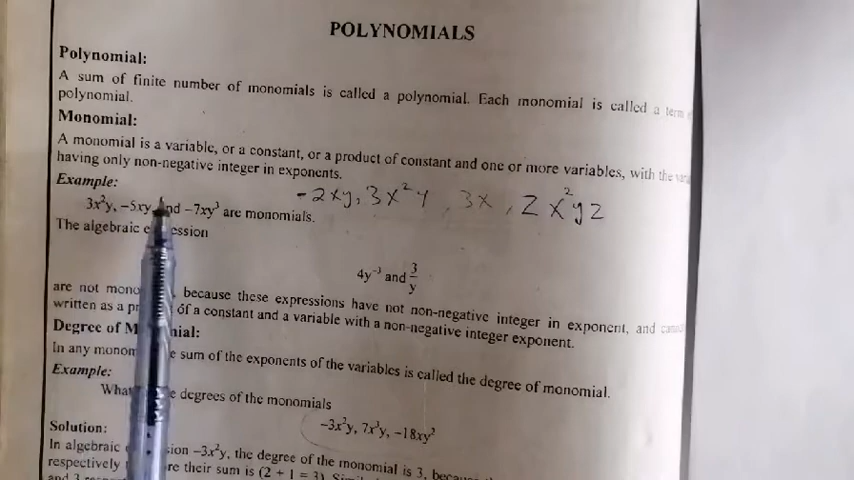 POLYNOMIALS
Polynomial:
A sum of finite number of monomials is called a polynomial. Each monomial is called a term
polynomial.
Monomial:
A monomial is a variable, or a constant, or a product of constant and one or more variables, with the
having only non-negative integer in exponents.
Example:
-2xy, 3x²y, 3x, 2x²yz
3x²y, −5xy and −7xy³ are monomials.
The algebraic
4y⁻³ and 3/y
are not because these expressions have not non-negative integer in exponent, and
written as a of a constant and a variable with a non-negative integer exponent.
Degree of
In any sum of the exponents of the variables is called the degree of monomial.
Example:
degrees of the monomials
−3x²y, 7x³y, −18xy²
Solution:
In algebraic −3x²y, the degree of the monomial is 3,
respectively their sum is (2 + 1 = 3).
and 3